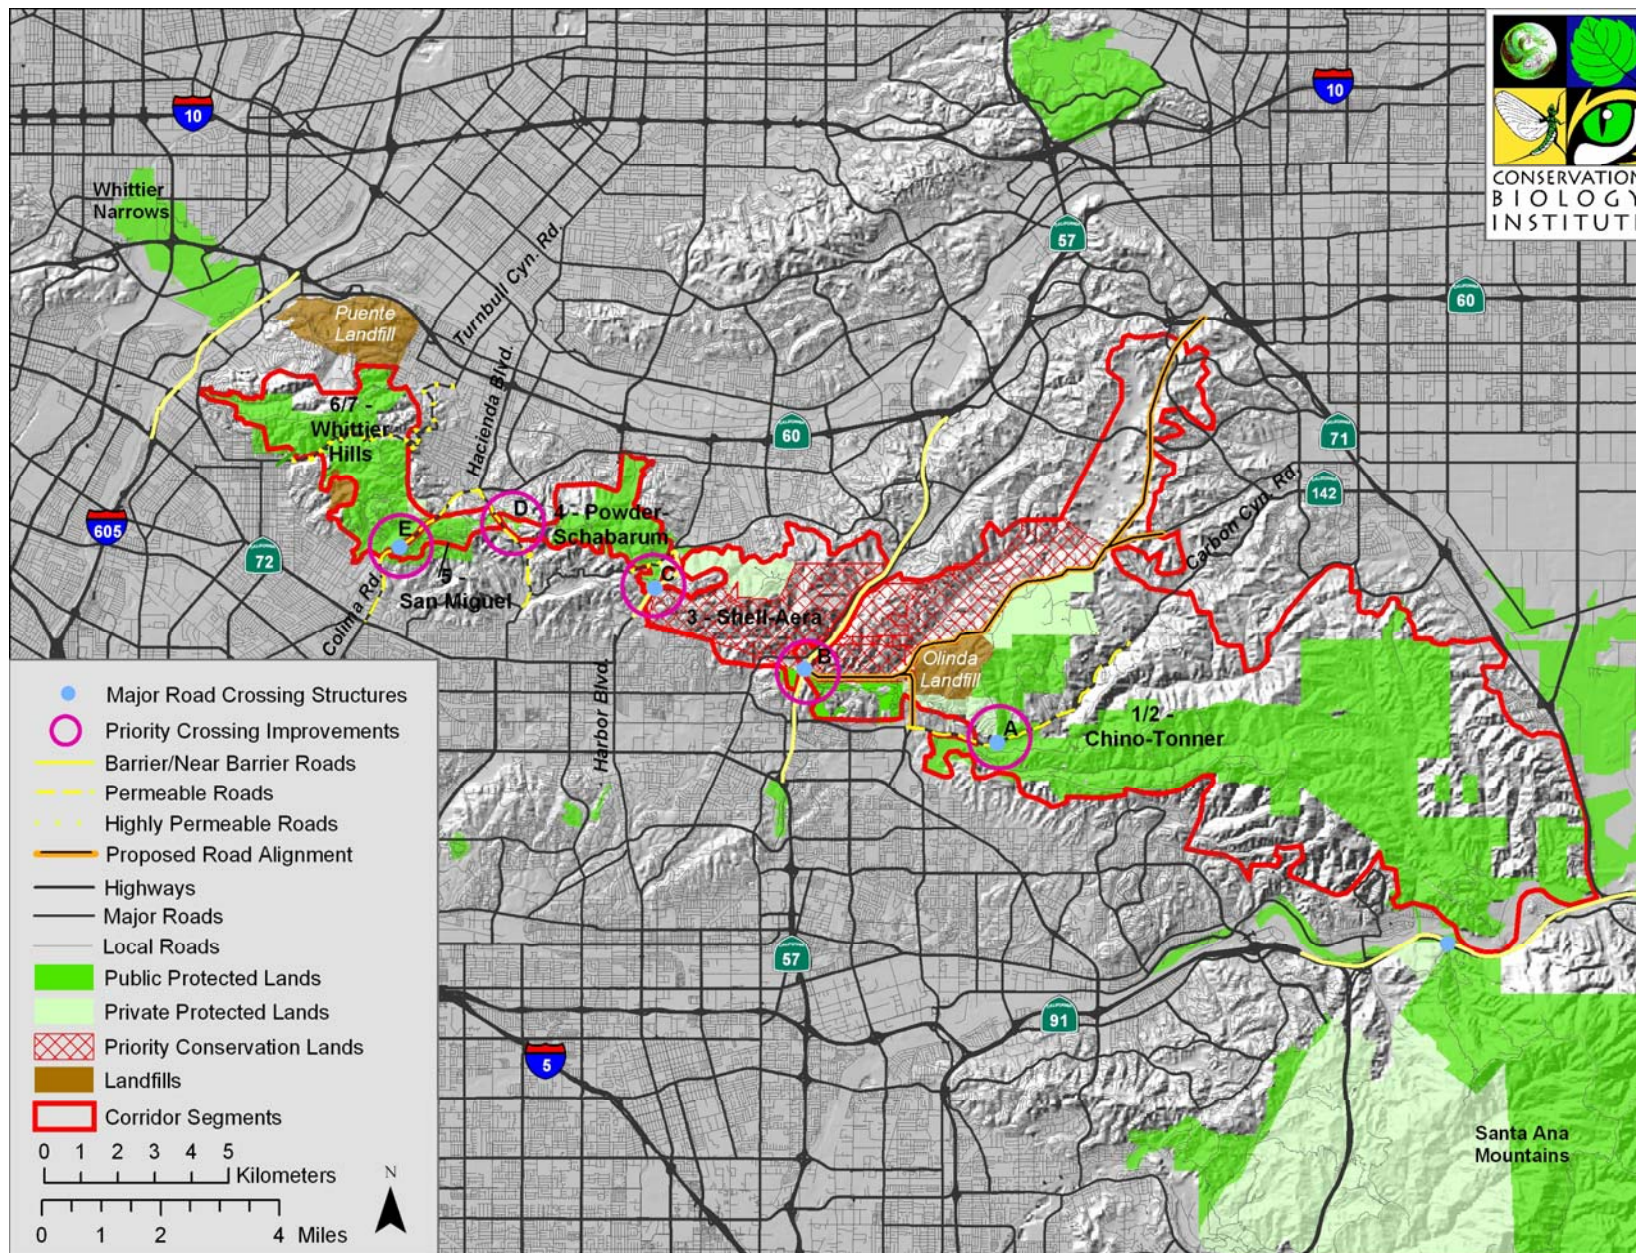 CONSERVATION
BIOLOGY
INSTITUTE
10
10
Whittier
Narrows
57
60
Turnbull Cyn. Rd.
Puente
Landfill
Hacienda Blvd.
6/7 -
Whittier
Hills
60
71
142
Carbon Cyn. Rd.
605
72
D
4 - Powder-
Schabarum
E
5 -
San Miguel
C
Colima Rd.
3 - Shell-Aera
B
Olinda
Landfill
Harbor Blvd.
A
1/2 -
Chino-Tonner
57
91
5
Santa Ana
Mountains
Major Road Crossing Structures
Priority Crossing Improvements
Barrier/Near Barrier Roads
Permeable Roads
Highly Permeable Roads
Proposed Road Alignment
Highways
Major Roads
Local Roads
Public Protected Lands
Private Protected Lands
Priority Conservation Lands
Landfills
Corridor Segments
0 1 2 3 4 5
Kilometers
N
0 1 2 4 Miles